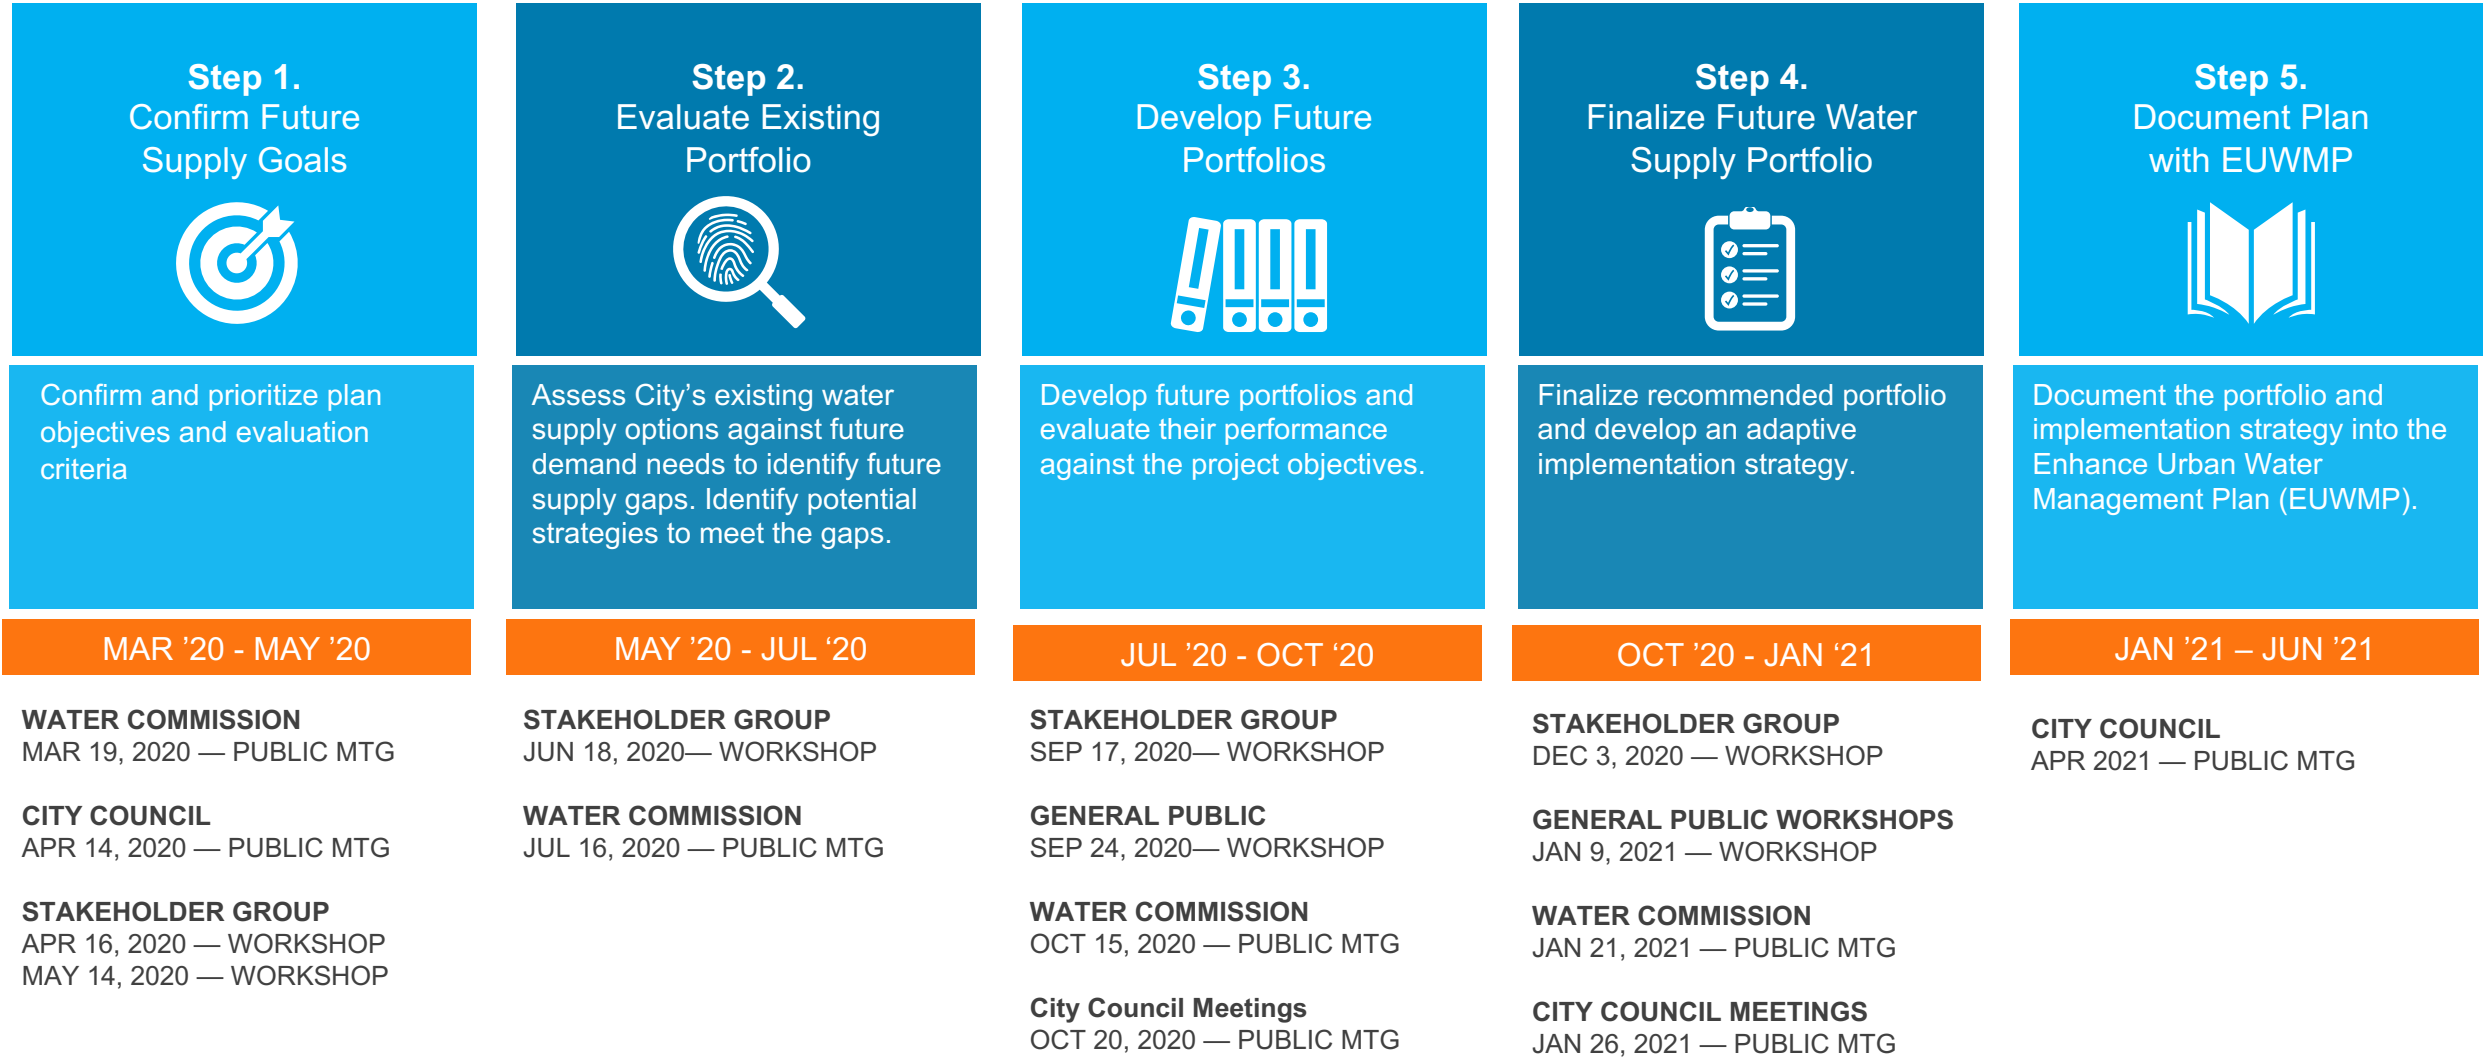 Step 1.
Confirm Future
Supply Goals
Confirm and prioritize plan
objectives and evaluation
criteria
MAR ’20 - MAY ’20
WATER COMMISSION
MAR 19, 2020 — PUBLIC MTG
CITY COUNCIL
APR 14, 2020 — PUBLIC MTG
STAKEHOLDER GROUP
APR 16, 2020 — WORKSHOP
MAY 14, 2020 — WORKSHOP
Step 2.
Evaluate Existing
Portfolio
Assess City’s existing water
supply options against future
demand needs to identify future
supply gaps. Identify potential
strategies to meet the gaps.
MAY ’20 - JUL ‘20
STAKEHOLDER GROUP
JUN 18, 2020— WORKSHOP
WATER COMMISSION
JUL 16, 2020 — PUBLIC MTG
Step 3.
Develop Future
Portfolios
Develop future portfolios and
evaluate their performance
against the project objectives.
JUL ’20 - OCT ‘20
STAKEHOLDER GROUP
SEP 17, 2020— WORKSHOP
GENERAL PUBLIC
SEP 24, 2020— WORKSHOP
WATER COMMISSION
OCT 15, 2020 — PUBLIC MTG
City Council Meetings
OCT 20, 2020 — PUBLIC MTG
Step 4.
Finalize Future Water
Supply Portfolio
Finalize recommended portfolio
and develop an adaptive
implementation strategy.
OCT ’20 - JAN ‘21
STAKEHOLDER GROUP
DEC 3, 2020 — WORKSHOP
GENERAL PUBLIC WORKSHOPS
JAN 9, 2021 — WORKSHOP
WATER COMMISSION
JAN 21, 2021 — PUBLIC MTG
CITY COUNCIL MEETINGS
JAN 26, 2021 — PUBLIC MTG
Step 5.
Document Plan
with EUWMP
Document the portfolio and
implementation strategy into the
Enhance Urban Water
Management Plan (EUWMP).
JAN ’21 – JUN ’21
CITY COUNCIL
APR 2021 — PUBLIC MTG